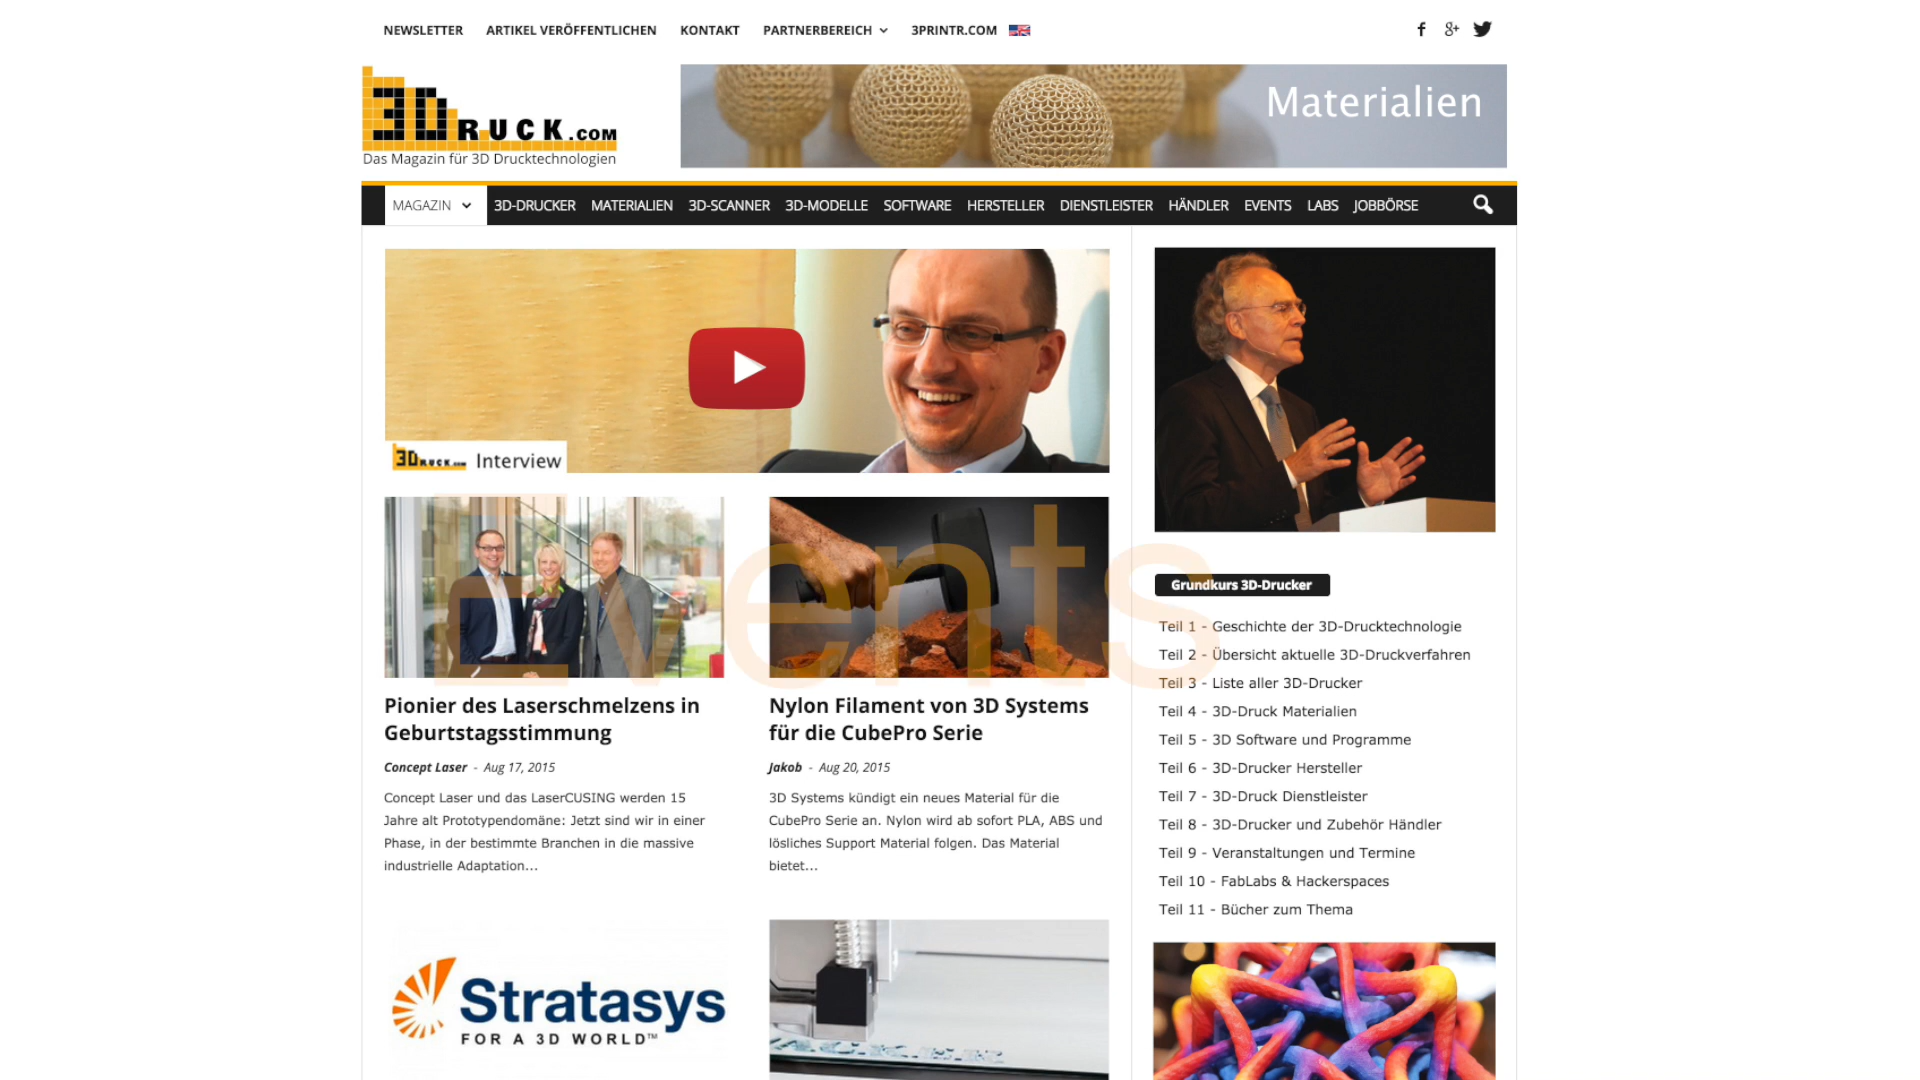 NEWSLETTER ARTIKEL VERÖFFENTLICHEN KONTAKT PARTNERBEREICH 3PRINTR.COM
3DRUCK.COM
Das Magazin für 3D Drucktechnologien
Materialien
MAGAZIN 3D-DRUCKER MATERIALIEN 3D-SCANNER 3D-MODELLE SOFTWARE HERSTELLER DIENSTLEISTER HÄNDLER EVENTS LABS JOBBÖRSE
3DRUCK.COM Interview
Events
Pionier des Laserschmelzens in
Geburtstagsstimmung
Concept Laser - Aug 17, 2015
Concept Laser und das LaserCUSING werden 15
Jahre alt Prototypendomäne: Jetzt sind wir in einer
Phase, in der bestimmte Branchen in die massive
industrielle Adaptation...
Nylon Filament von 3D Systems
für die CubePro Serie
Jakob - Aug 20, 2015
3D Systems kündigt ein neues Material für die
CubePro Serie an. Nylon wird ab sofort PLA, ABS und
lösliches Support Material folgen. Das Material
bietet...
Stratasys
FOR A 3D WORLD™
Grundkurs 3D-Drucker
Teil 1 - Geschichte der 3D-Drucktechnologie
Teil 2 - Übersicht aktuelle 3D-Druckverfahren
Teil 3 - Liste aller 3D-Drucker
Teil 4 - 3D-Druck Materialien
Teil 5 - 3D Software und Programme
Teil 6 - 3D-Drucker Hersteller
Teil 7 - 3D-Druck Dienstleister
Teil 8 - 3D-Drucker und Zubehör Händler
Teil 9 - Veranstaltungen und Termine
Teil 10 - FabLabs & Hackerspaces
Teil 11 - Bücher zum Thema